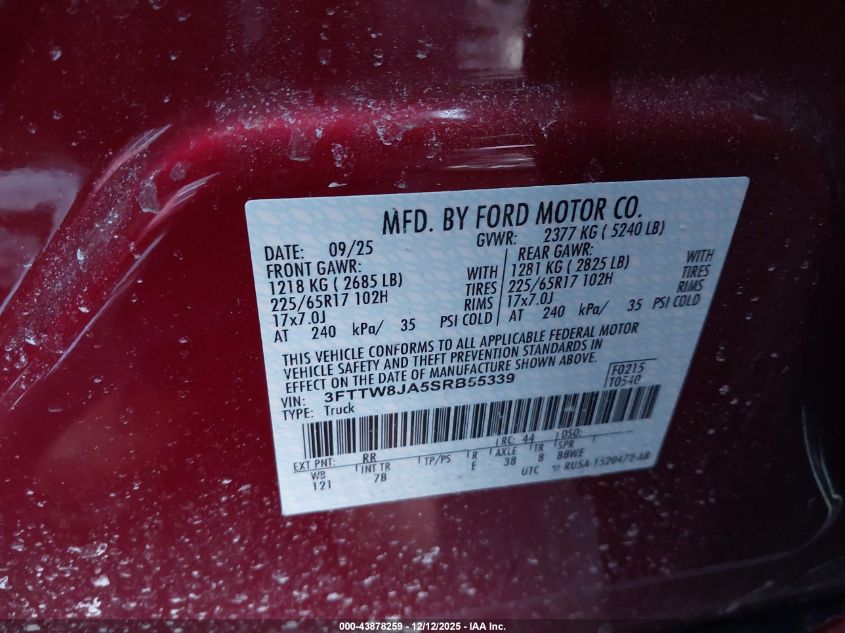 MFD. BY FORD MOTOR CO.
DATE: 09/25 GVWR: 2377 KG ( 5240 LB)
FRONT GAWR: REAR GAWR:
1218 KG ( 2685 LB) WITH 1281 KG ( 2825 LB) WITH
225/65R17 102H TIRES 225/65R17 102H TIRES
17x7.0J RIMS 17x7.0J RIMS
AT 240 kPa/ 35 PSI COLD AT 240 kPa/ 35 PSI COLD
THIS VEHICLE CONFORMS TO ALL APPLICABLE FEDERAL MOTOR
VEHICLE SAFETY AND THEFT PREVENTION STANDARDS IN
EFFECT ON THE DATE OF MANUFACTURE SHOWN ABOVE.
VIN: 3FTTW8JA5SRB55339 F0215
TYPE: Truck T0540
LRC: 44 DSO:
EXT PNT: RR TP/PS R AXLE TR SPR
WB INT TR E 38 8 BBWE
121 7B UTC RU5A-1520472-AB
000-43878259 - 12/12/2025 - IAA Inc.